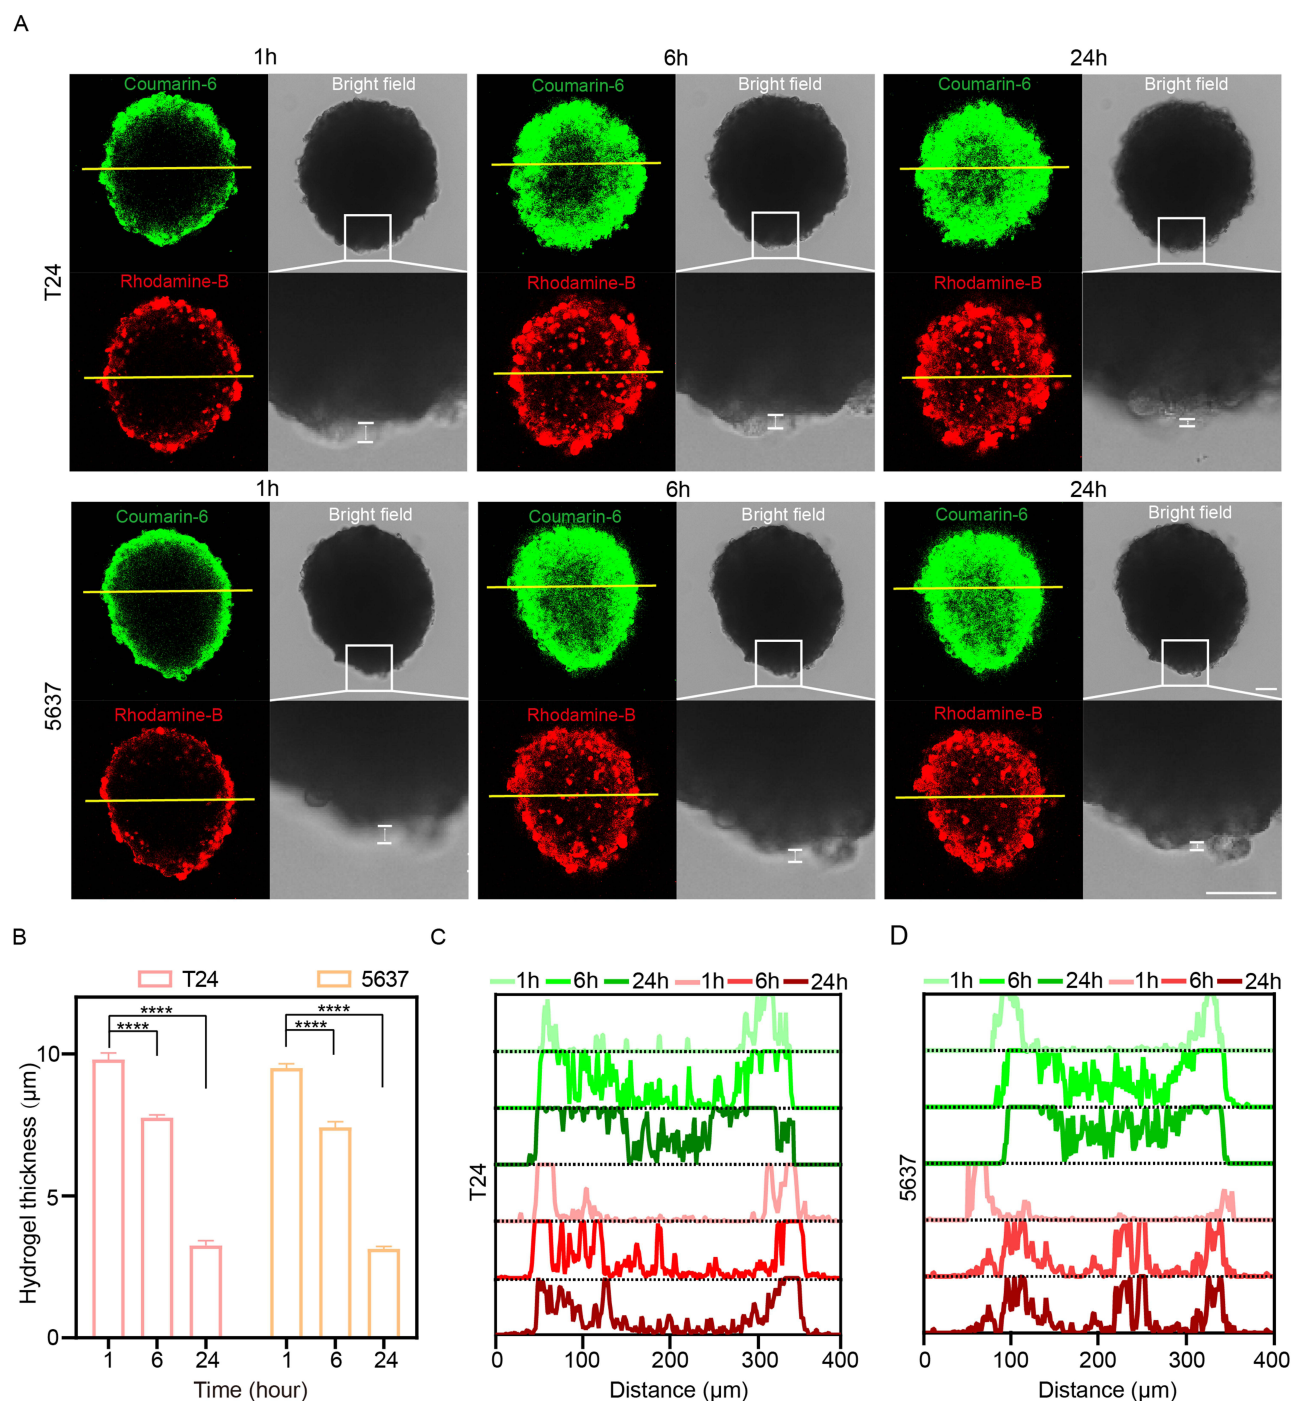 A
1h 6h 24h
Coumarin-6 Bright field Coumarin-6 Bright field Coumarin-6 Bright field
T24
Rhodamine-B Rhodamine-B Rhodamine-B
1h 6h 24h
Coumarin-6 Bright field Coumarin-6 Bright field Coumarin-6 Bright field
5637
Rhodamine-B Rhodamine-B Rhodamine-B
B
T24 5637
**** ****
**** ****
Hydrogel thickness (μm)
10
5
0
1 6 24 1 6 24
Time (hour)
C
1h 6h 24h 1h 6h 24h
T24
0 100 200 300 400
Distance (μm)
D
1h 6h 24h 1h 6h 24h
5637
0 100 200 300 400
Distance (μm)